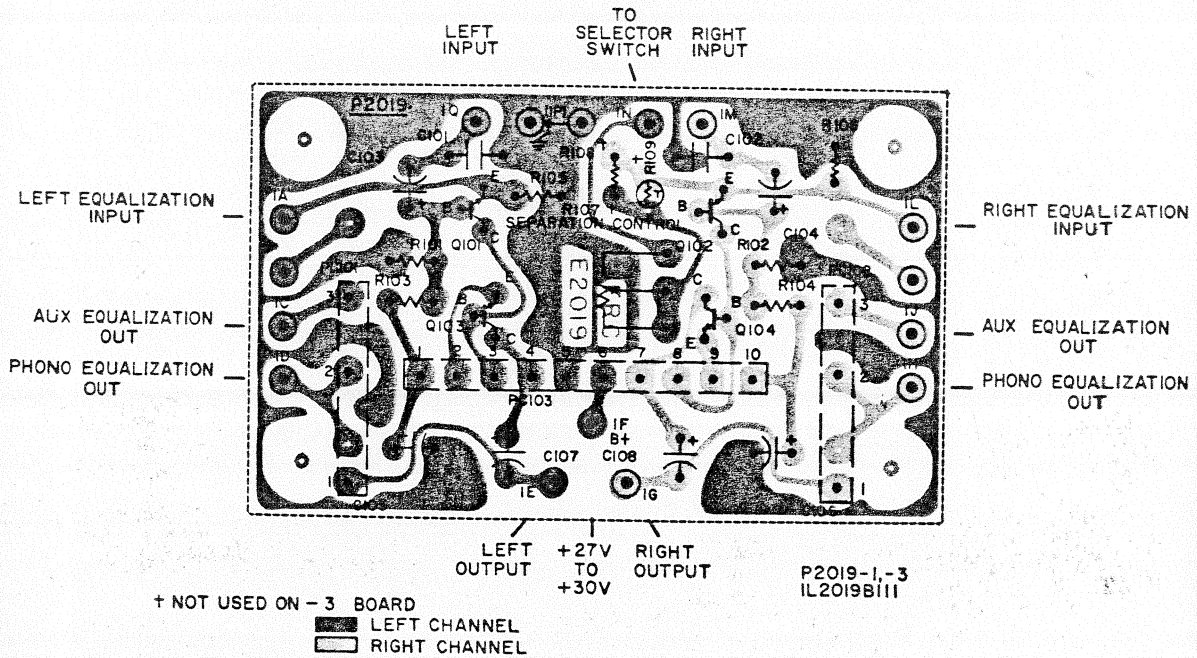 LEFT
INPUT
TO
SELECTOR
SWITCH
RIGHT
INPUT
P2019
1Q
1P1
1N
1M
C101
C102
C103
R108
R109
R106
E
R105
E
1A
LEFT EQUALIZATION
INPUT
B
R107
SEPARATION CONTROL
1L
RIGHT EQUALIZATION
INPUT
C
C
R101
Q101
Q102
R102
C104
R103
E
E2019
C
R104
1C
3
B
B
3
1J
AUX EQUALIZATION
OUT
Q103
C
E
Q104
AUX EQUALIZATION
OUT
1D
PHONO EQUALIZATION
OUT
2
1
2
3
4
5
6
7
8
9
10
2
1H
PHONO EQUALIZATION
OUT
PC103
1F
B+
C107
C108
1
1E
1G
1
C105
C106
LEFT
OUTPUT
+27V
TO
+30V
RIGHT
OUTPUT
P2019-1,-3
IL2019B111
† NOT USED ON -3 BOARD
LEFT CHANNEL
RIGHT CHANNEL